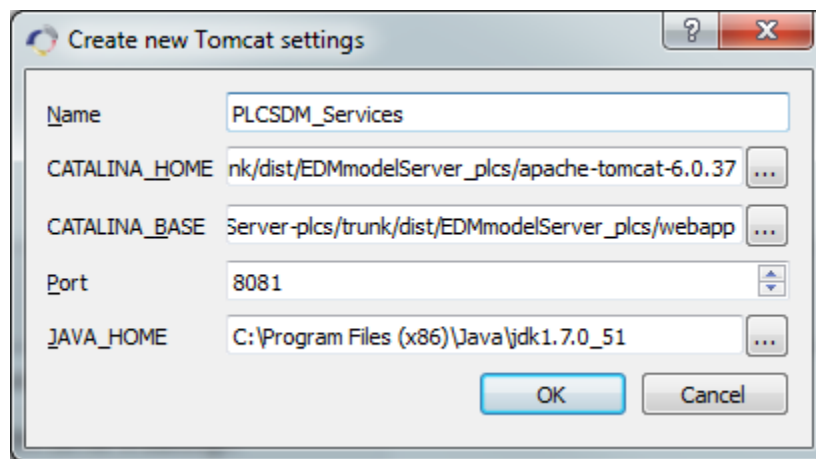 Create new Tomcat settings
Name PLCSDM_Services
CATALINA_HOME nk/dist/EDMmodelServer_plcs/apache-tomcat-6.0.37 ...
CATALINA_BASE Server-plcs/trunk/dist/EDMmodelServer_plcs/webapp ...
Port 8081
JAVA_HOME C:\Program Files (x86)\Java\jdk1.7.0_51 ...
OK Cancel